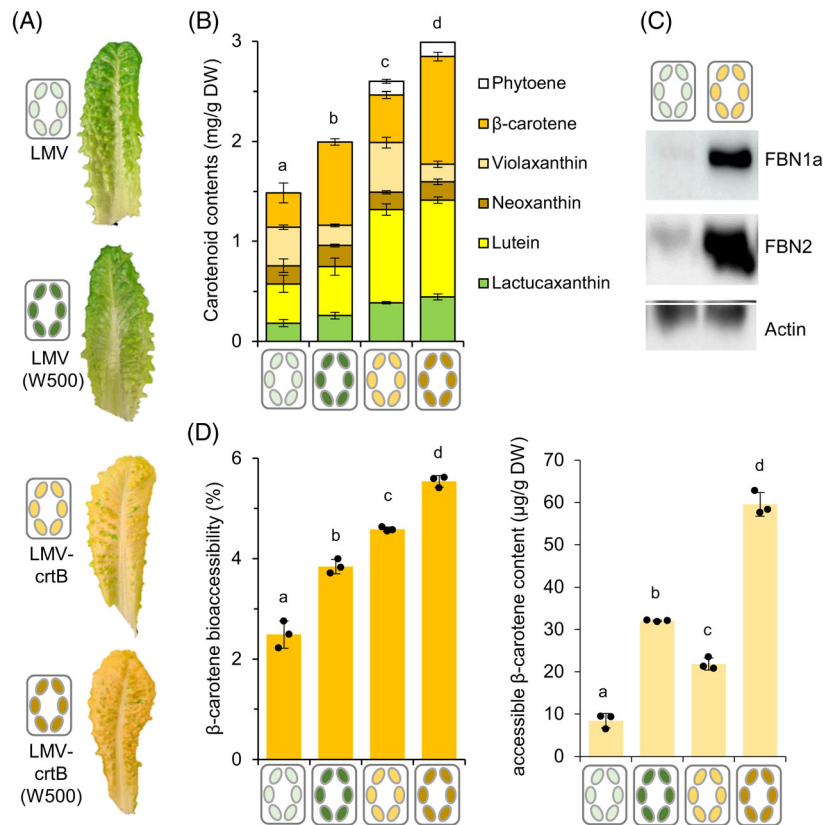 (A)
LMV
LMV
(W500)
LMV-
crtB
LMV-
crtB
(W500)
(B)
Carotenoid contents (mg/g DW)
3
2
1
0
a
b
c
d
Phytoene
β-carotene
Violaxanthin
Neoxanthin
Lutein
Lactucaxanthin
(C)
FBN1a
FBN2
Actin
(D)
β-carotene bioaccessibility (%)
6
4
2
0
a
b
c
d
accessible β-carotene content (µg/g DW)
70
60
50
40
30
20
10
0
a
b
c
d